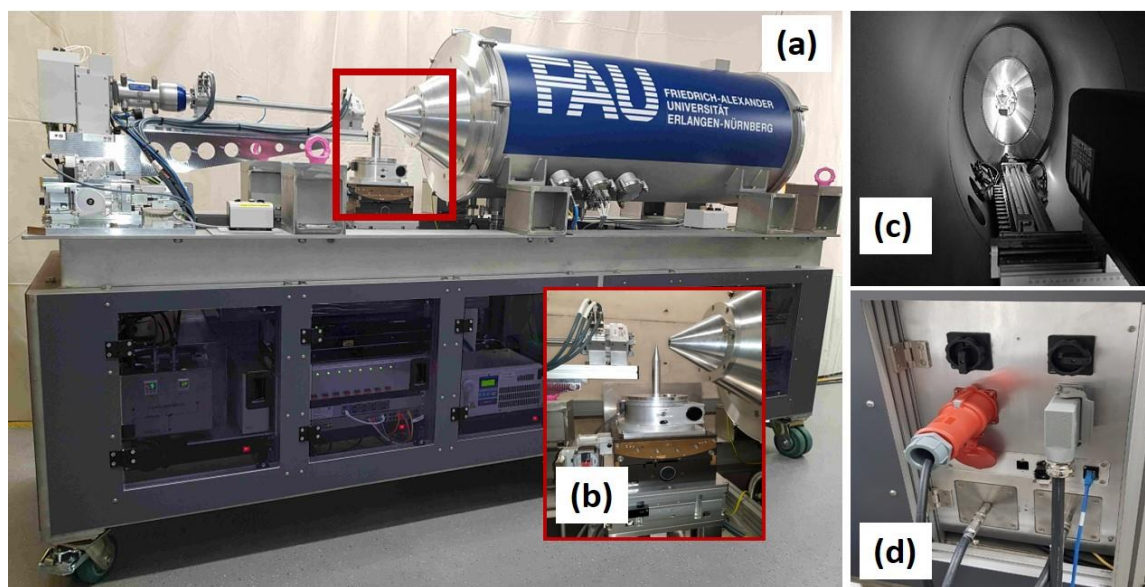 (a)
FAU
FRIEDRICH-ALEXANDER
UNIVERSITÄT
ERLANGEN-NÜRNBERG
(b)
(c)
(d)